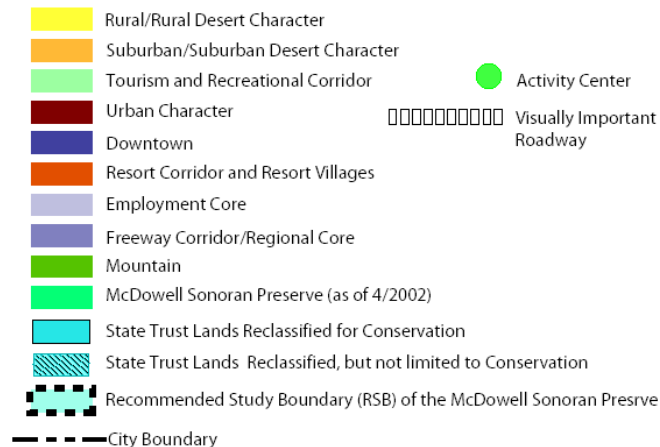 Rural/Rural Desert Character
Suburban/Suburban Desert Character
Tourism and Recreational Corridor
Urban Character
Downtown
Resort Corridor and Resort Villages
Employment Core
Freeway Corridor/Regional Core
Mountain
McDowell Sonoran Preserve (as of 4/2002)
State Trust Lands Reclassified for Conservation
State Trust Lands Reclassified, but not limited to Conservation
Recommended Study Boundary (RSB) of the McDowell Sonoran Presrve
City Boundary
Activity Center
Visually Important
Roadway